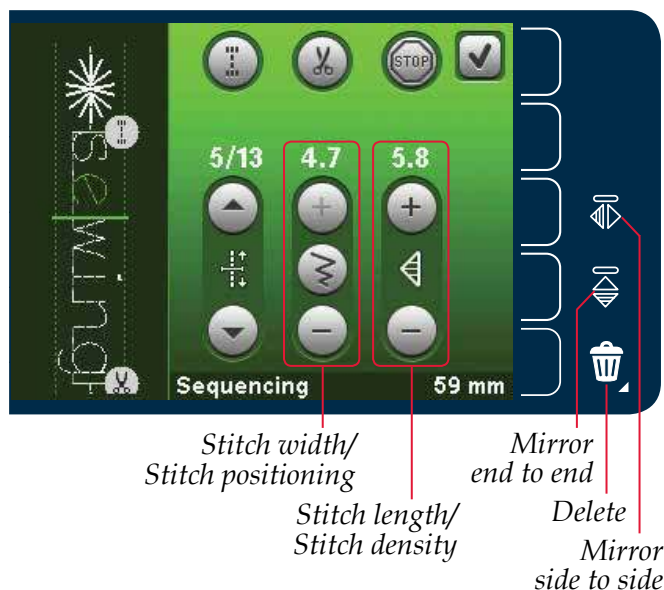 STOP
5/13 4.7 5.8
sewing
Sequencing 59 mm
Stitch width/
Stitch positioning
Stitch length/
Stitch density
Mirror
end to end
Delete
Mirror
side to side